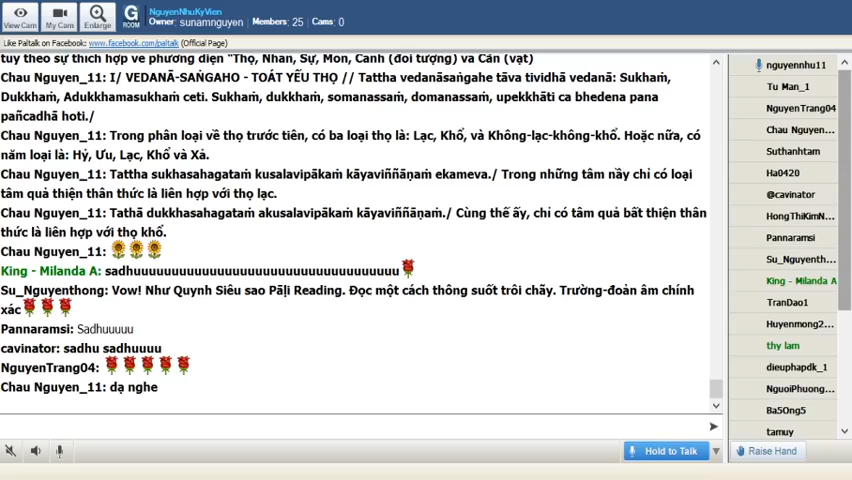 NguyenNhuKyVien
Owner: sunamnguyen   Members: 25   Cams: 0
View Cam   My Cam   Enlarge   G ROOM
Like Paltalk on Facebook: www.facebook.com/paltalk (Official Page)
tùy theo sự thích hợp về phương diện "Thọ, Nhân, Sự, Môn, Cảnh (đối tượng) và Căn (vật)
Chau Nguyen_11: I/ VEDANĀ-SAṄGAHO - TOÁT YẾU THỌ // Tattha vedanāsaṅgahe tāva tividhā vedanā: Sukhaṁ,
Dukkhaṁ, Adukkhamasukhaṁ ceti. Sukhaṁ, dukkhaṁ, somanassaṁ, domanassaṁ, upekkhāti ca bhedena pana
pañcadhā hoti./
Chau Nguyen_11: Trong phân loại về thọ trước tiên, có ba loại thọ là: Lạc, Khổ, và Không-lạc-không-khổ. Hoặc nữa, có
năm loại là: Hỷ, Ưu, Lạc, Khổ và Xả.
Chau Nguyen_11: Tattha sukhasahagataṁ kusalavipākaṁ kāyaviññāṇaṁ ekameva./ Trong những tâm nầy chỉ có loại
tâm quả thiện thân thức là liên hợp với thọ lạc.
Chau Nguyen_11: Tathā dukkhasahagataṁ akusalavipākaṁ kāyaviññāṇaṁ./ Cùng thế ấy, chỉ có tâm quả bất thiện thân
thức là liên hợp với thọ khổ.
Chau Nguyen_11:
King - Milanda A: sadhuuuuuuuuuuuuuuuuuuuuuuuuuuuuuuuuuuu
Su_Nguyenthong: Vow! Như Quynh Siêu sao Pāḷi Reading. Đọc một cách thông suốt trôi chãy. Trường-đoản âm chính
xác
Pannaramsi: Sadhuuuuu
cavinator: sadhu sadhuuuu
NguyenTrang04:
Chau Nguyen_11: dạ nghe
Hold to Talk
nguyennhu11
Tu Man_1
NguyenTrang04
Chau Nguyen...
Suthanhtam
Ha0420
@cavinator
HongThiKimN...
Pannaramsi
Su_Nguyenth...
King - Milanda A
TranDao1
Huyenmong2...
thy lam
dieuphapdk_1
NguoiPhuong...
Ba5Ong5
tamuy
Raise Hand